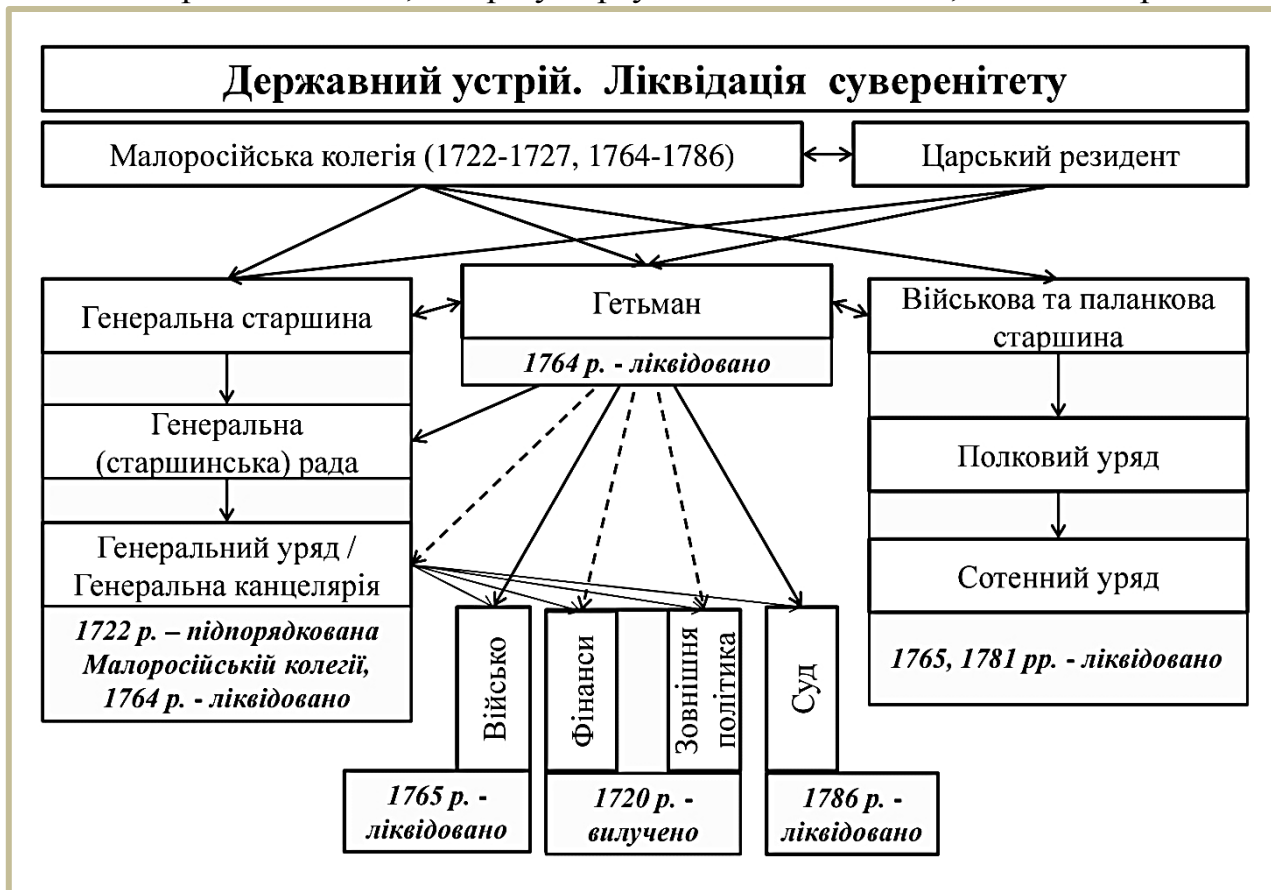 Державний устрій. Ліквідація суверенітету
Малоросійська колегія (1722-1727, 1764-1786)
Царський резидент
Генеральна старшина
Гетьман
1764 р. - ліквідовано
Військова та паланкова
старшина
Генеральна
(старшинська) рада
Полковий уряд
Генеральний уряд /
Генеральна канцелярія
1722 р. – підпорядкована
Малоросійській колегії,
1764 р. - ліквідовано
Сотенний уряд
1765, 1781 рр. - ліквідовано
Військо
Фінанси
Зовнішня
політика
Суд
1765 р. -
ліквідовано
1720 р. -
вилучено
1786 р. -
ліквідовано